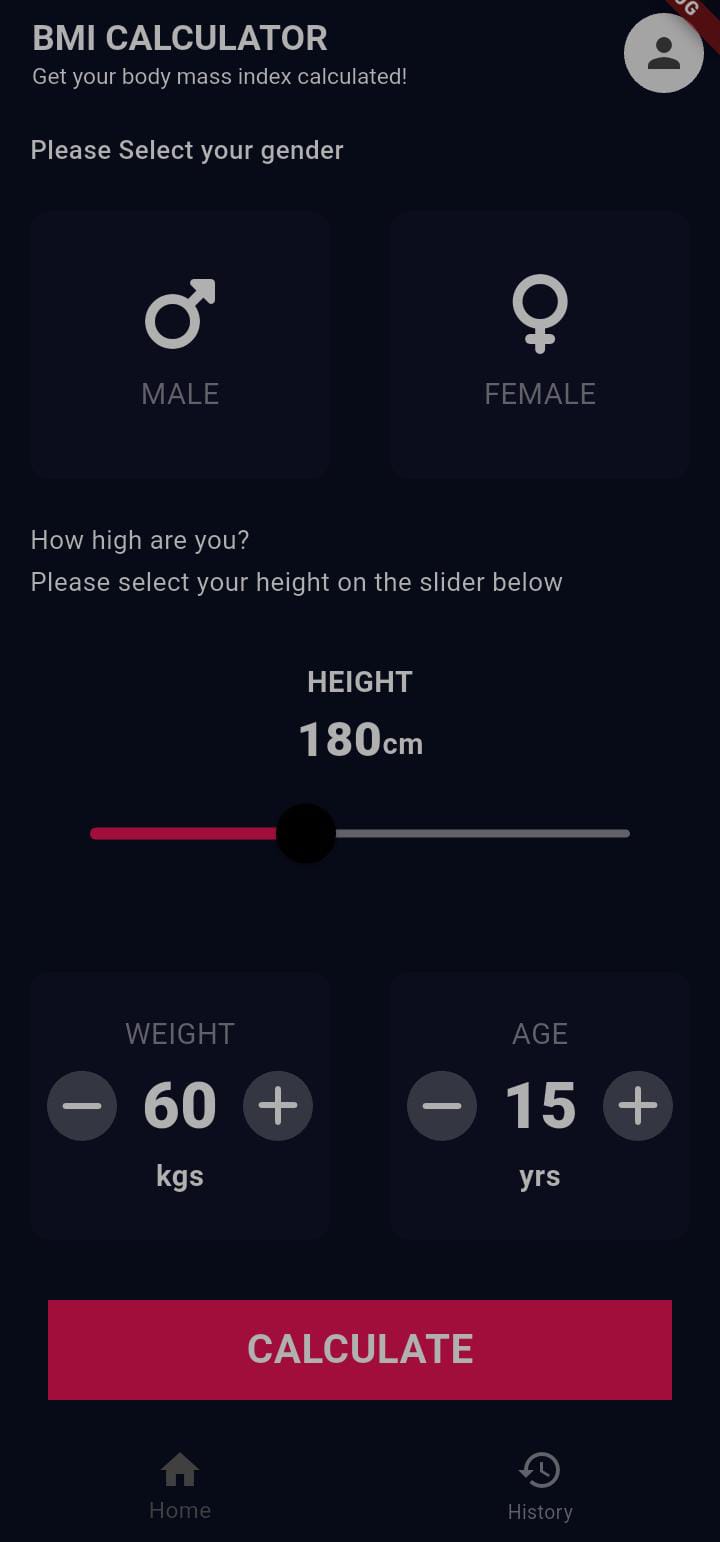 BMI CALCULATOR
Get your body mass index calculated!
Please Select your gender
MALE
FEMALE
How high are you?
Please select your height on the slider below
HEIGHT
180cm
WEIGHT
60
kgs
AGE
15
yrs
CALCULATE
Home
History